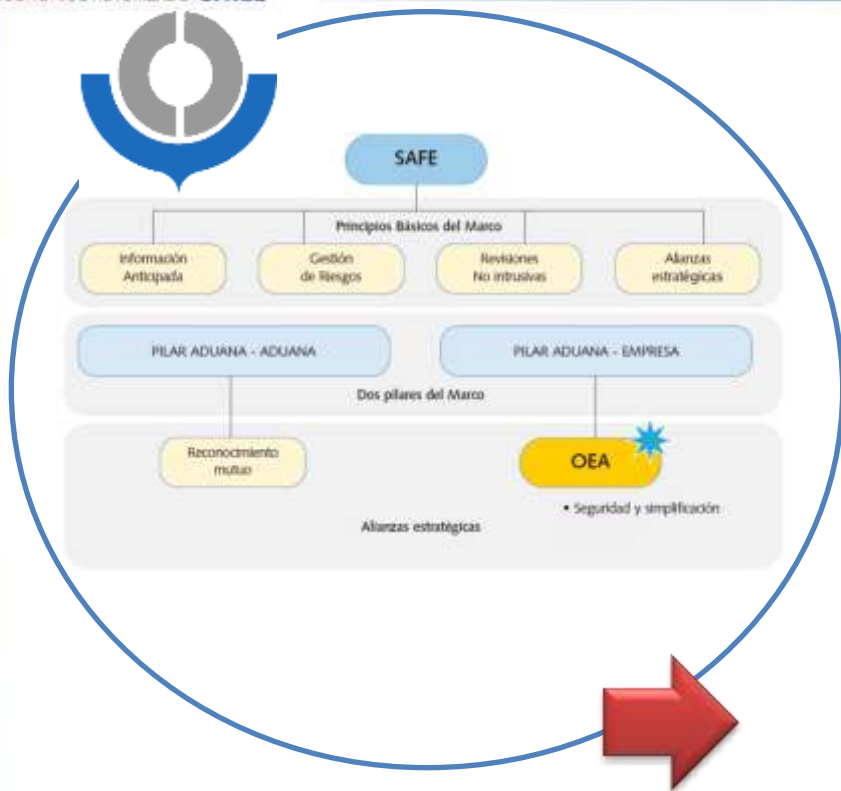 SAFE
Principios Básicos del Marco
Información
Anticipada
Gestión
de Riesgos
Revisiones
No intrusivas
Alianzas
estratégicas
PILAR ADUANA - ADUANA
PILAR ADUANA - EMPRESA
Dos pilares del Marco
Reconocimiento
mutuo
OEA
• Seguridad y simplificación
Alianzas estratégicas